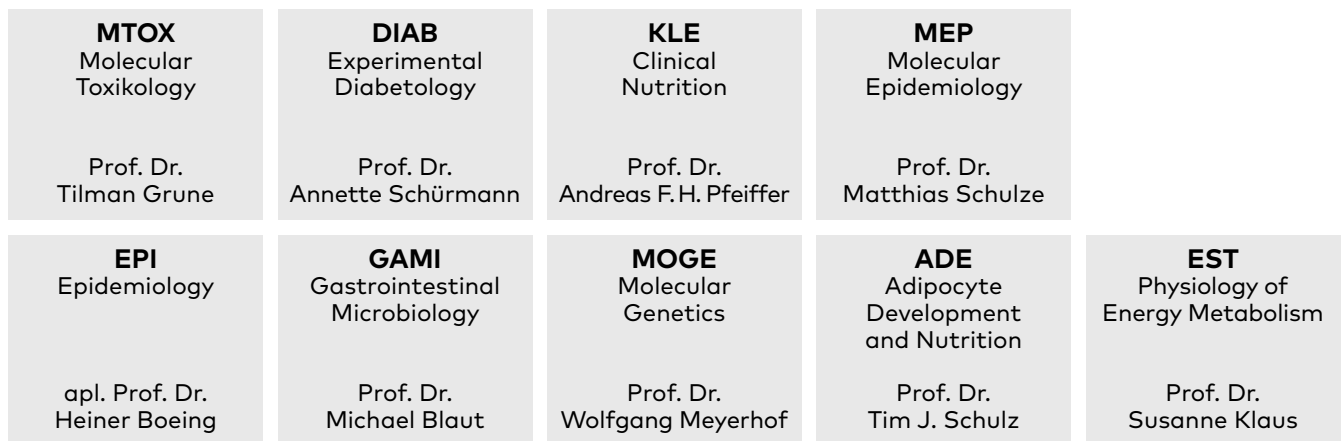 MTOX
Molecular
Toxikology
Prof. Dr.
Tilman Grune
DIAB
Experimental
Diabetology
Prof. Dr.
Annette Schürmann
KLE
Clinical
Nutrition
Prof. Dr.
Andreas F. H. Pfeiffer
MEP
Molecular
Epidemiology
Prof. Dr.
Matthias Schulze
EPI
Epidemiology
apl. Prof. Dr.
Heiner Boeing
GAMI
Gastrointestinal
Microbiology
Prof. Dr.
Michael Blaut
MOGE
Molecular
Genetics
Prof. Dr.
Wolfgang Meyerhof
ADE
Adipocyte
Development
and Nutrition
Prof. Dr.
Tim J. Schulz
EST
Physiology of
Energy Metabolism
Prof. Dr.
Susanne Klaus